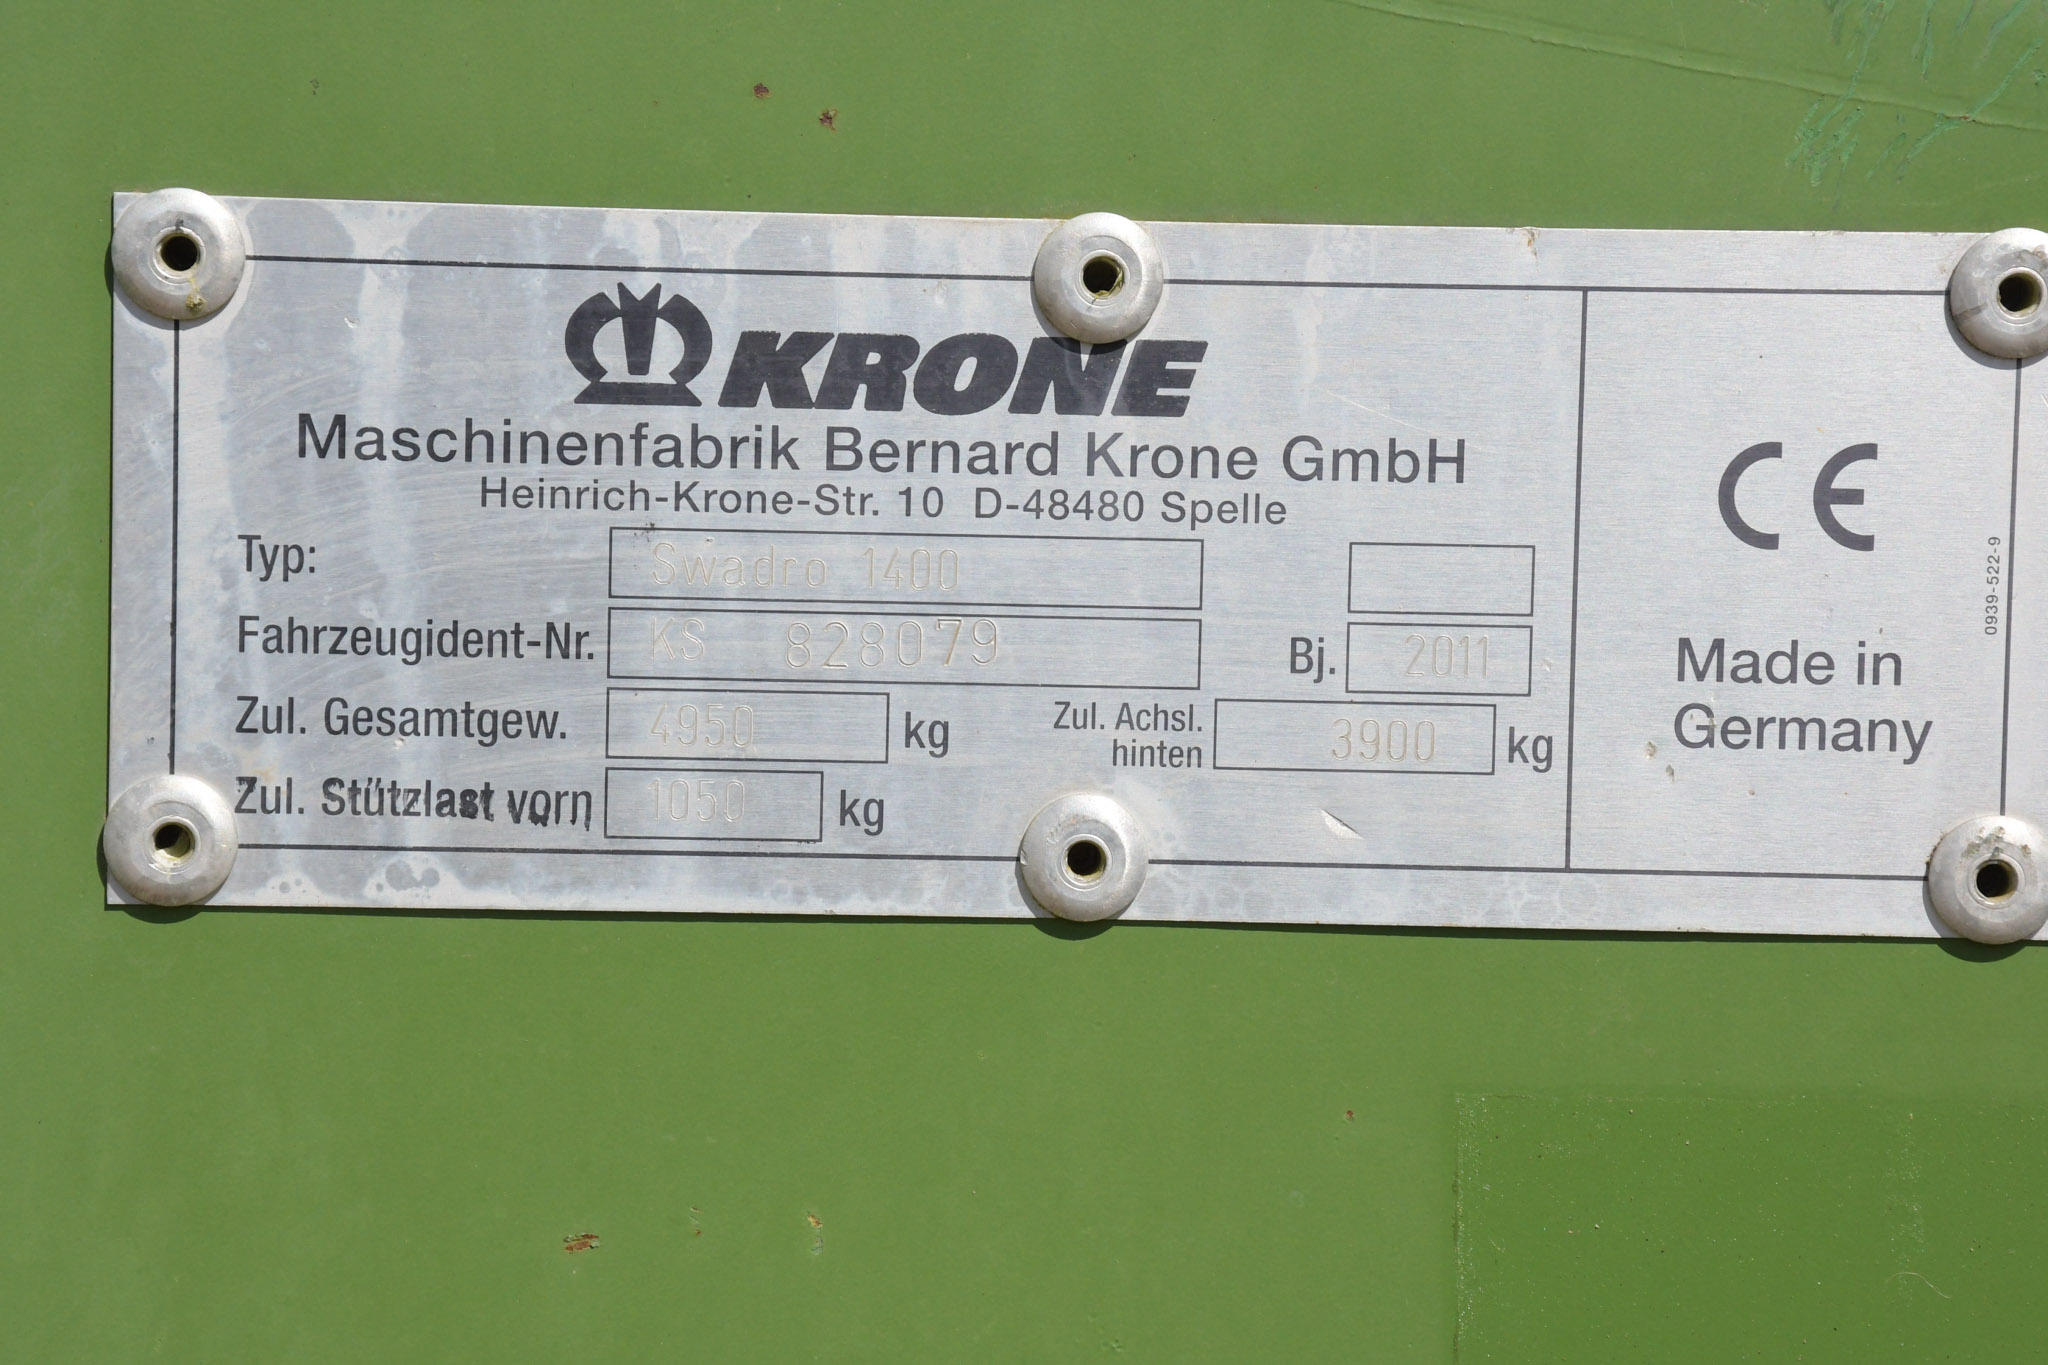 KRONE
Maschinenfabrik Bernard Krone GmbH
Heinrich-Krone-Str. 10 D-48480 Spelle
Typ: Swadro 1400
Fahrzeugident-Nr. KS 828079 Bj. 2011
Zul. Gesamtgew. 4950 kg Zul. Achsl. hinten 3900 kg
Zul. Stützlast vorn 1050 kg
CE
Made in
Germany
0939-522-9